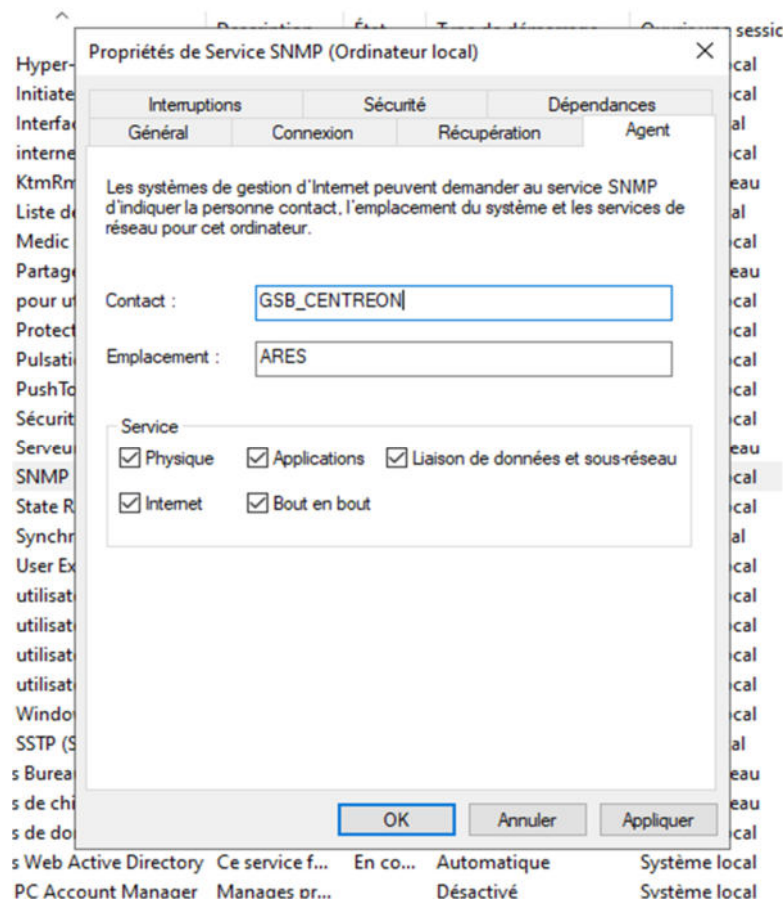 Propriétés de Service SNMP (Ordinateur local)
Interruptions Sécurité Dépendances
Général Connexion Récupération Agent
Les systèmes de gestion d'Internet peuvent demander au service SNMP
d'indiquer la personne contact, l'emplacement du système et les services de
réseau pour cet ordinateur.
Contact : GSB_CENTREON
Emplacement : ARES
Service
Physique Applications Liaison de données et sous-réseau
Internet Bout en bout
OK Annuler Appliquer
Hyper-
Initiate
Interfac
interne
KtmRm
Liste de
Medic
Partage
pour ut
Protect
Pulsati
PushTo
Sécurit
Serveu
SNMP
State R
Synchr
User Ex
utilisat
utilisat
utilisat
utilisat
Windo
SSTP (S
s Burea
s de chi
s de do
s Web Active Directory Ce service f... En co... Automatique Système local
PC Account Manager Manages pr... Désactivé Système local